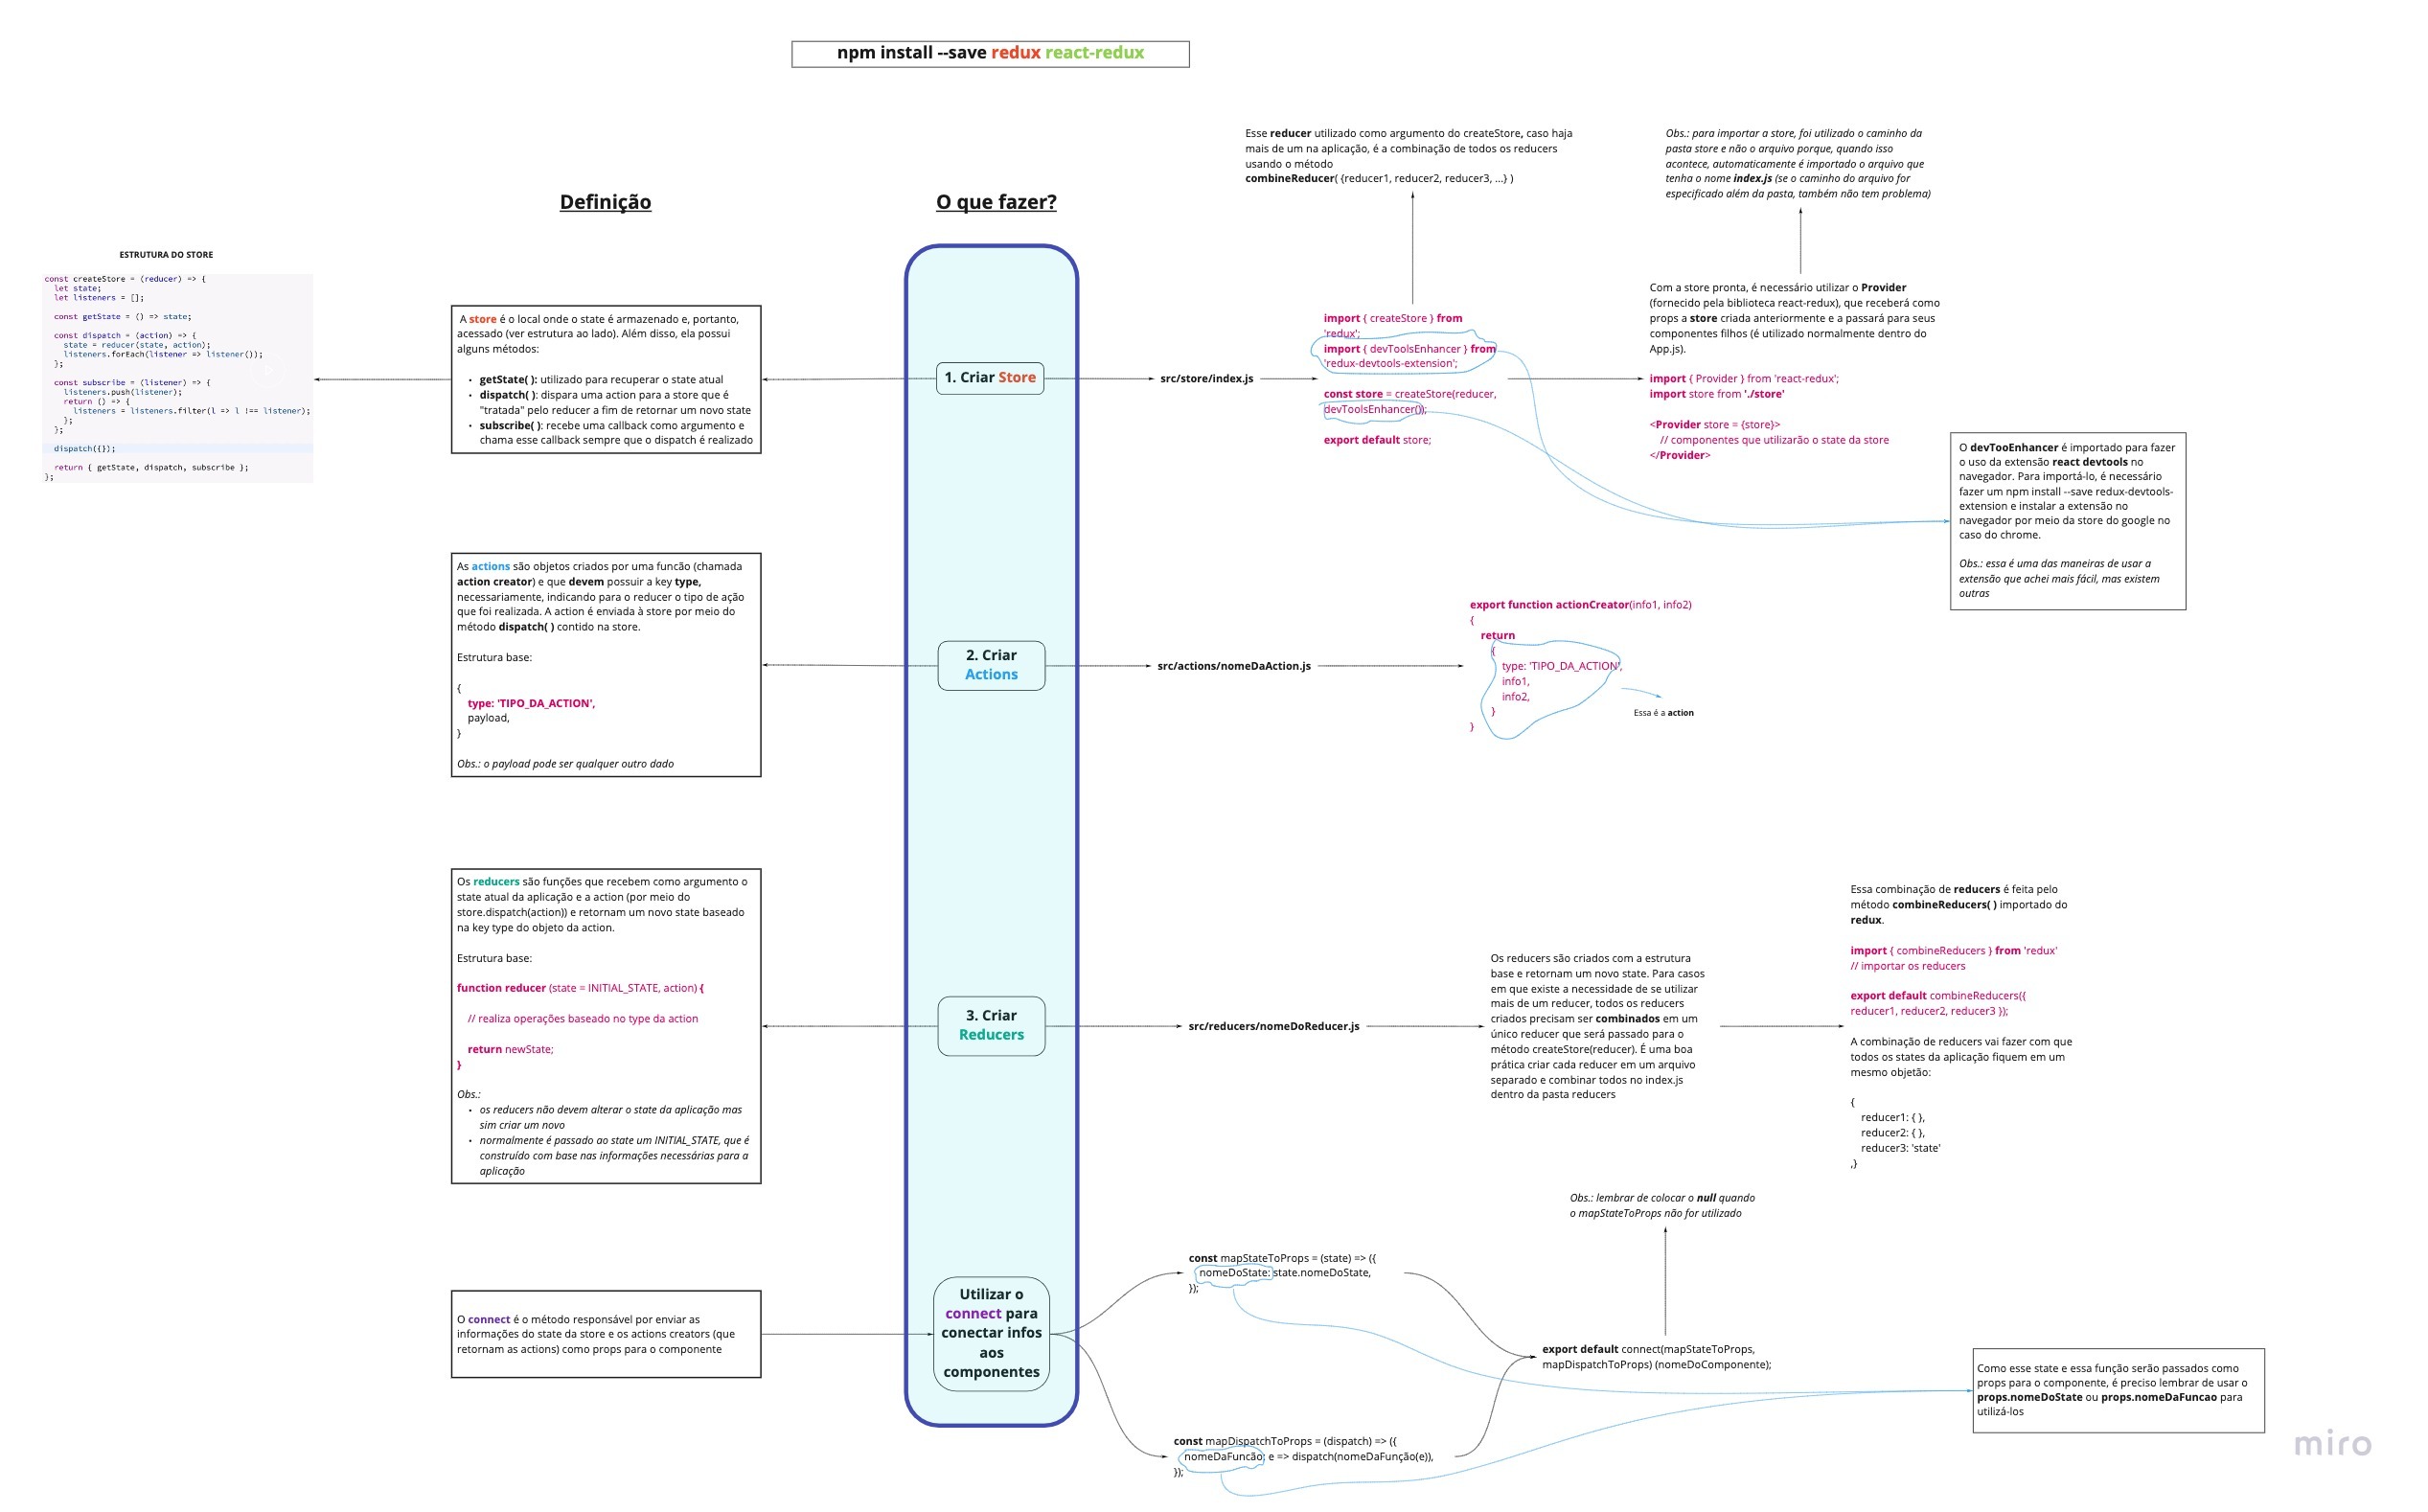 npm install --save redux react-redux
Definição
O que fazer?
ESTRUTURA DO STORE
const createStore = (reducer) => {
let state;
let listeners = [];
const getState = () => state;
const dispatch = (action) => {
state = reducer(state, action);
listeners.forEach(listener => listener());
};
const subscribe = (listener) => {
listeners.push(listener);
return () => {
listeners = listeners.filter(l => l !== listener);
};
};
dispatch({});
return { getState, dispatch, subscribe };
};
A store é o local onde o state é armazenado e, portanto,
acessado (ver estrutura ao lado). Além disso, ela possui
alguns métodos:
• getState( ): utilizado para recuperar o state atual
• dispatch( ): dispara uma action para a store que é
"tratada" pelo reducer a fim de retornar um novo state
• subscribe( ): recebe uma callback como argumento e
chama esse callback sempre que o dispatch é realizado
1. Criar Store
src/store/index.js
Esse reducer utilizado como argumento do createStore, caso haja
mais de um na aplicação, é a combinação de todos os reducers
usando o método
combineReducer( {reducer1, reducer2, reducer3, ...} )
import { createStore } from
'redux';
import { devToolsEnhancer } from
'redux-devtools-extension';
const store = createStore(reducer,
devToolsEnhancer());
export default store;
Obs.: para importar a store, foi utilizado o caminho da
pasta store e não o arquivo porque, quando isso
acontece, automaticamente é importado o arquivo que
tenha o nome index.js (se o caminho do arquivo for
especificado além da pasta, também não tem problema)
Com a store pronta, é necessário utilizar o Provider
(fornecido pela biblioteca react-redux), que receberá como
props a store criada anteriormente e a passará para seus
componentes filhos (é utilizado normalmente dentro do
App.js).
import { Provider } from 'react-redux';
import store from './store'
<Provider store = {store}>
// componentes que utilizarão o state da store
</Provider>
O devTooEnhancer é importado para fazer
o uso da extensão react devtools no
navegador. Para importá-lo, é necessário
fazer um npm install --save redux-devtools-
extension e instalar a extensão no
navegador por meio da store do google no
caso do chrome.
Obs.: essa é uma das maneiras de usar a
extensão que achei mais fácil, mas existem
outras
As actions são objetos criados por uma funcão (chamada
action creator) e que devem possuir a key type,
necessariamente, indicando para o reducer o tipo de ação
que foi realizada. A action é enviada à store por meio do
método dispatch( ) contido na store.
Estrutura base:
{
type: 'TIPO_DA_ACTION',
payload,
}
Obs.: o payload pode ser qualquer outro dado
2. Criar
Actions
src/actions/nomeDaAction.js
export function actionCreator(info1, info2)
{
return
{
type: 'TIPO_DA_ACTION',
info1,
info2,
}
}
Essa é a action
Os reducers são funções que recebem como argumento o
state atual da aplicação e a action (por meio do
store.dispatch(action)) e retornam um novo state baseado
na key type do objeto da action.
Estrutura base:
function reducer (state = INITIAL_STATE, action) {
// realiza operações baseado no type da action
return newState;
}
Obs.:
• os reducers não devem alterar o state da aplicação mas
sim criar um novo
• normalmente é passado ao state um INITIAL_STATE, que é
construído com base nas informações necessárias para a
aplicação
3. Criar
Reducers
src/reducers/nomeDoReducer.js
Os reducers são criados com a estrutura
base e retornam um novo state. Para casos
em que existe a necessidade de se utilizar
mais de um reducer, todos os reducers
criados precisam ser combinados em um
único reducer que será passado para o
método createStore(reducer). É uma boa
prática criar cada reducer em um arquivo
separado e combinar todos no index.js
dentro da pasta reducers
Essa combinação de reducers é feita pelo
método combineReducers( ) importado do
redux.
import { combineReducers } from 'redux'
// importar os reducers
export default combineReducers({
reducer1, reducer2, reducer3 });
A combinação de reducers vai fazer com que
todos os states da aplicação fiquem em um
mesmo objetão:
{
reducer1: { },
reducer2: { },
reducer3: 'state'
,}
O connect é o método responsável por enviar as
informações do state da store e os actions creators (que
retornam as actions) como props para o componente
Utilizar o
connect para
conectar infos
aos
componentes
const mapStateToProps = (state) => ({
nomeDoState: state.nomeDoState,
});
const mapDispatchToProps = (dispatch) => ({
nomeDaFuncão: e => dispatch(nomeDaFunção(e)),
});
Obs.: lembrar de colocar o null quando
o mapStateToProps não for utilizado
export default connect(mapStateToProps,
mapDispatchToProps) (nomeDoComponente);
Como esse state e essa função serão passados como
props para o componente, é preciso lembrar de usar o
props.nomeDoState ou props.nomeDaFuncao para
utilizá-los
miro